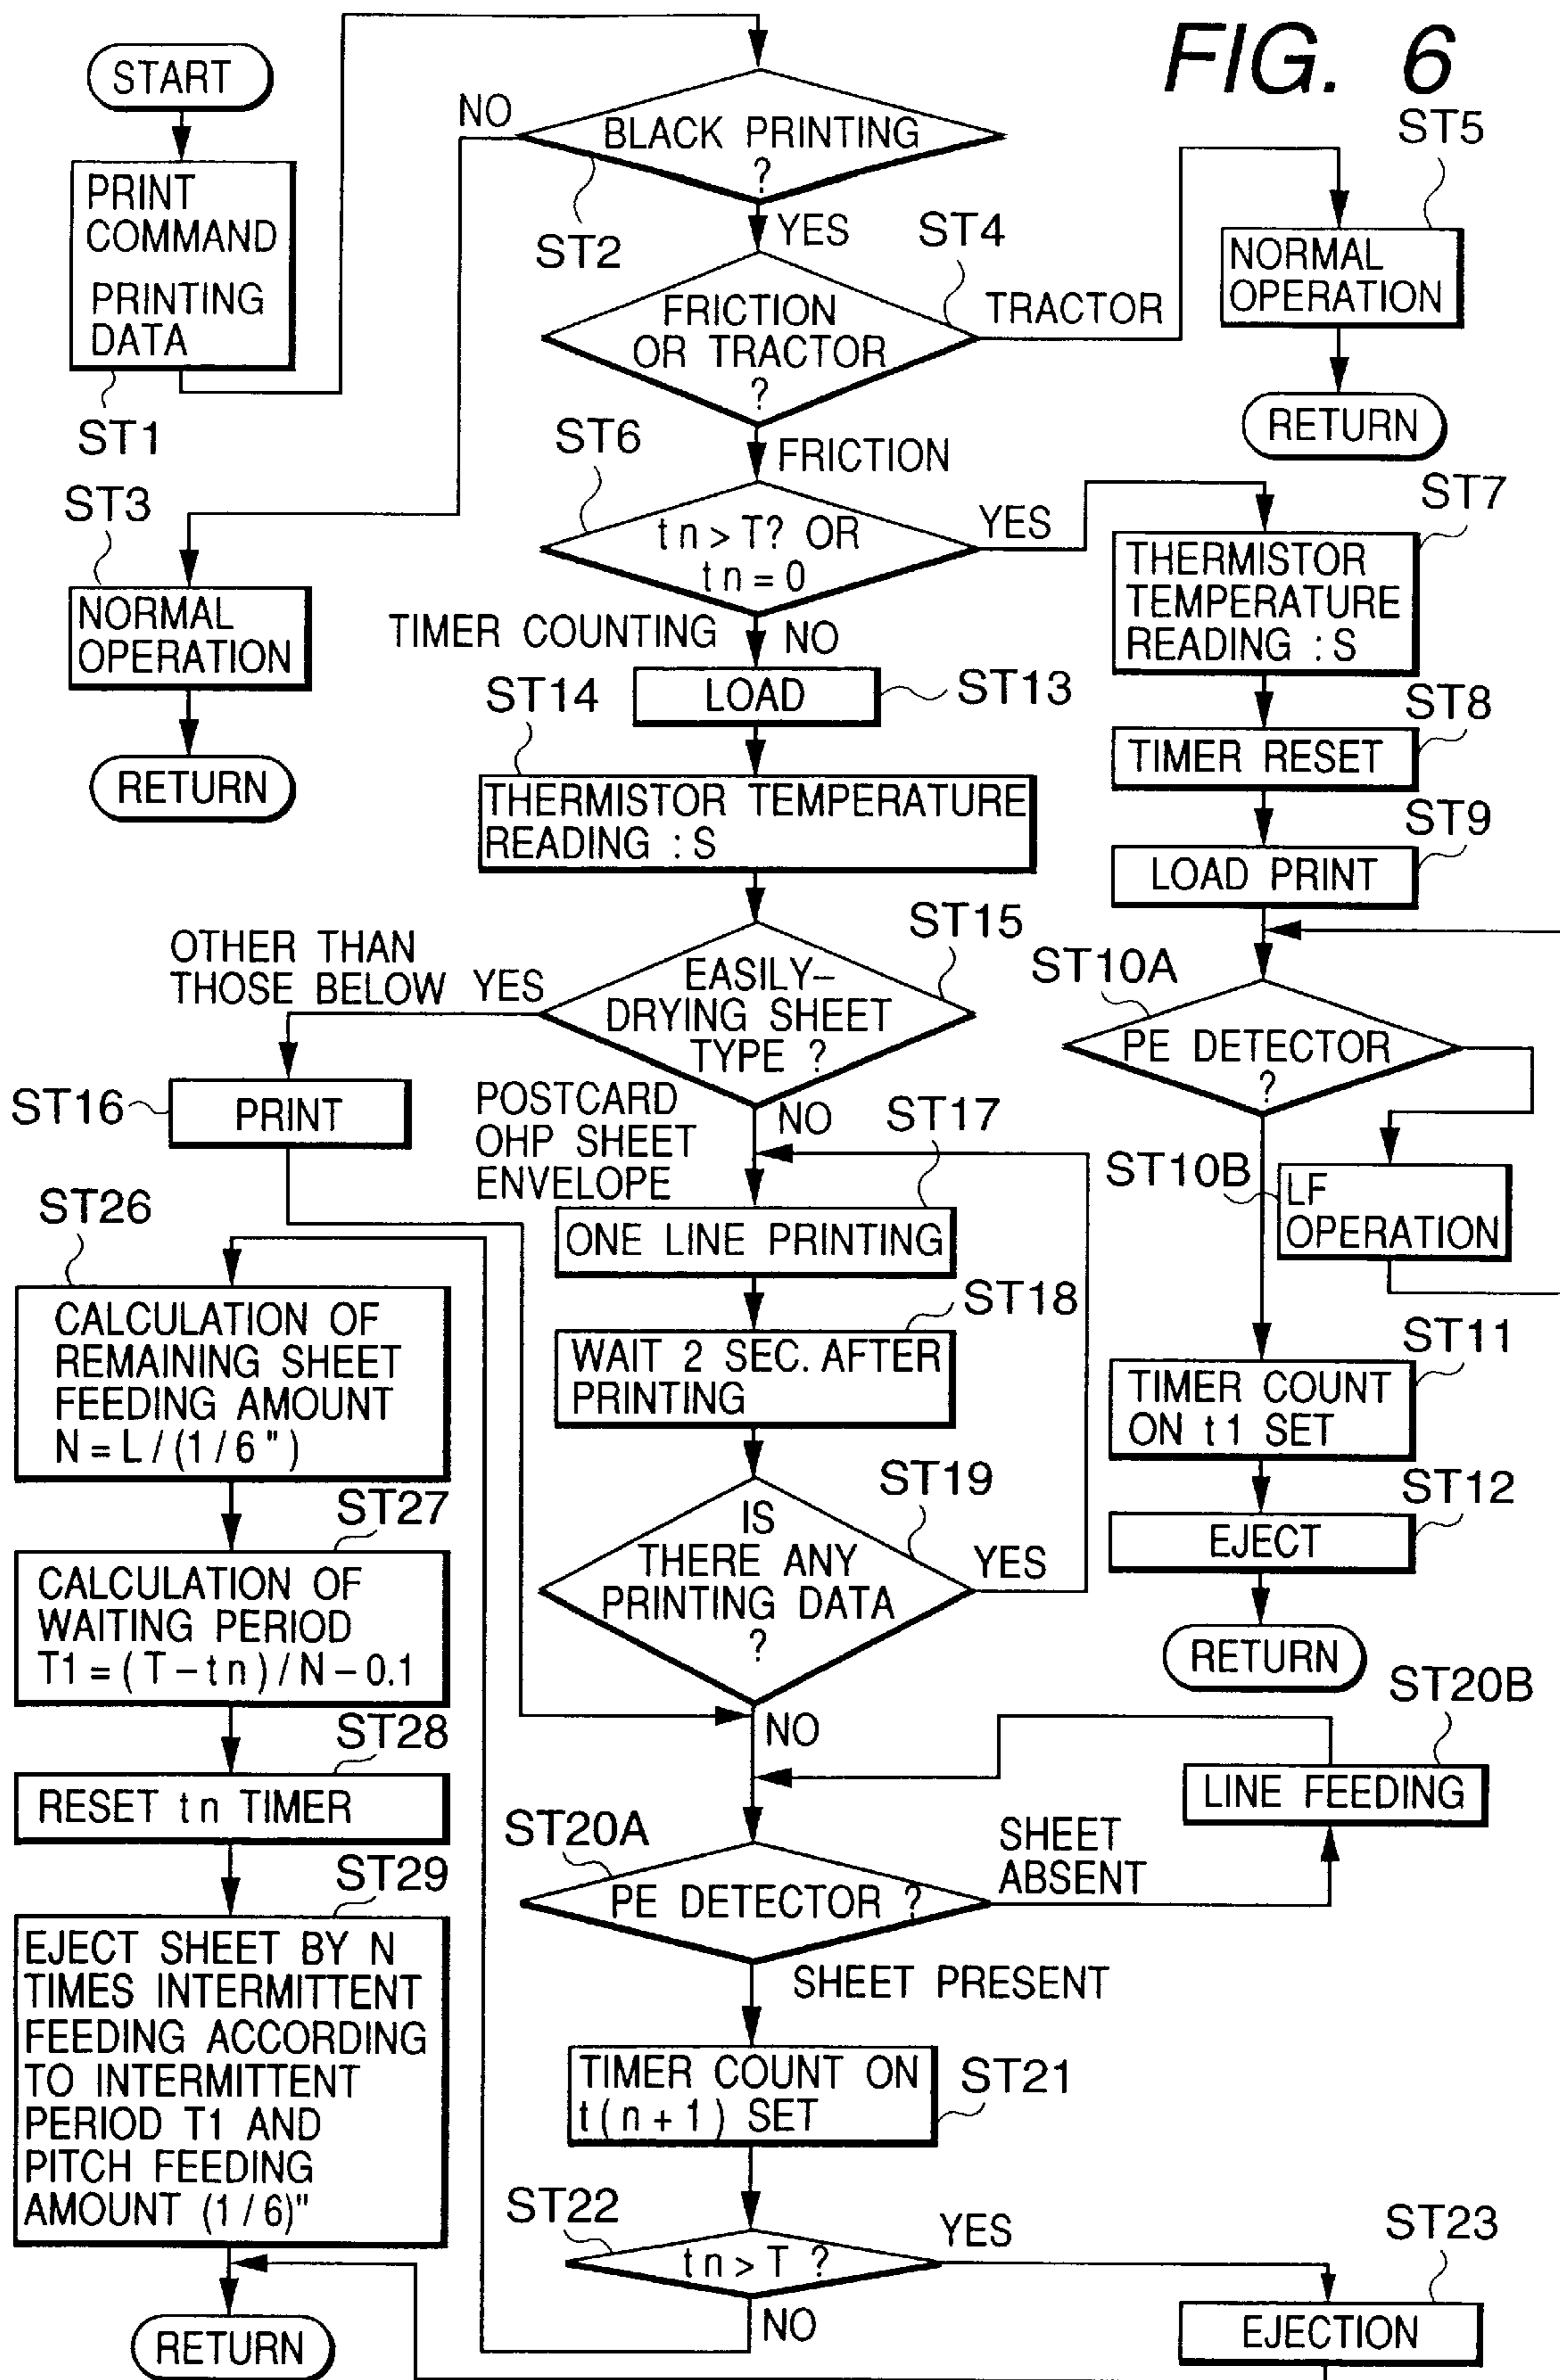 FIG. 6
START
PRINT
COMMAND
PRINTING
DATA
ST1
NO
BLACK PRINTING
?
ST2
YES
ST3
NORMAL
OPERATION
RETURN
ST4
FRICTION
OR TRACTOR
?
TRACTOR
ST5
NORMAL
OPERATION
RETURN
FRICTION
ST6
tn > T? OR
tn = 0
YES
TIMER COUNTING
NO
ST7
THERMISTOR
TEMPERATURE
READING : S
ST8
TIMER RESET
ST9
LOAD PRINT
ST10A
PE DETECTOR
?
ST10B
LF
OPERATION
ST11
TIMER COUNT
ON t1 SET
ST12
EJECT
RETURN
LOAD
ST13
ST14
THERMISTOR TEMPERATURE
READING : S
ST15
EASILY–
DRYING SHEET
TYPE ?
OTHER THAN
THOSE BELOW
YES
ST16
PRINT
POSTCARD
OHP SHEET
ENVELOPE
NO
ST17
ONE LINE PRINTING
ST18
WAIT 2 SEC. AFTER
PRINTING
ST19
IS
THERE ANY
PRINTING DATA
?
YES
NO
ST20A
PE DETECTOR ?
SHEET
ABSENT
ST20B
LINE FEEDING
SHEET PRESENT
TIMER COUNT ON
t(n+1) SET
ST21
ST22
tn > T ?
YES
NO
ST23
EJECTION
ST26
CALCULATION OF
REMAINING SHEET
FEEDING AMOUNT
N = L / (1/6")
ST27
CALCULATION OF
WAITING PERIOD
T1 = (T – tn) / N – 0.1
ST28
RESET tn TIMER
ST29
EJECT SHEET BY N
TIMES INTERMITTENT
FEEDING ACCORDING
TO INTERMITTENT
PERIOD T1 AND
PITCH FEEDING
AMOUNT (1/6)"
RETURN